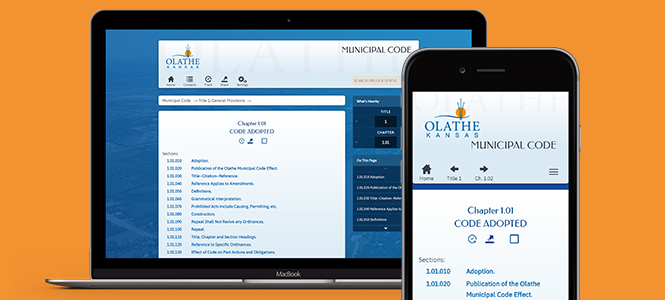 OLATHE
KANSAS
MUNICIPAL CODE
Home
Contents
Track
Share
Settings
Municipal Code
Title 1. General Provisions
Chapter 1.01
CODE ADOPTED
Sections:
1.01.010 Adoption.
1.01.020 Publication of the Olathe Municipal Code Effect.
1.01.030 Title–Citation–Reference.
1.01.040 Reference Applies to Amendments.
1.01.050 Definitions.
1.01.060 Grammatical Interpretation.
1.01.070 Prohibited Acts Include Causing, Permitting, etc.
1.01.080 Construction.
1.01.090 Repeal Shall Not Revive any Ordinances.
1.01.100 Repeal.
1.01.110 Title, Chapter and Section Headings.
1.01.120 Reference to Specific Ordinances.
1.01.130 Effect of Code on Past Actions and Obligations.
What's Nearby
TITLE
1
CHAPTER
1.01
On This Page
1.01.010 Adoption
1.01.020 Publication of the Ol
1.01.030 Title–Citation–Refere
1.01.040 Reference Applies to
1.01.050 Definitions
MacBook
OLATHE
KANSAS
MUNICIPAL CODE
Home
Title 1
Ch. 1.02
Chapter 1.01
CODE ADOPTED
Sections:
1.01.010 Adoption.
1.01.020 Publication of the Olathe
Municipal Code Effect.